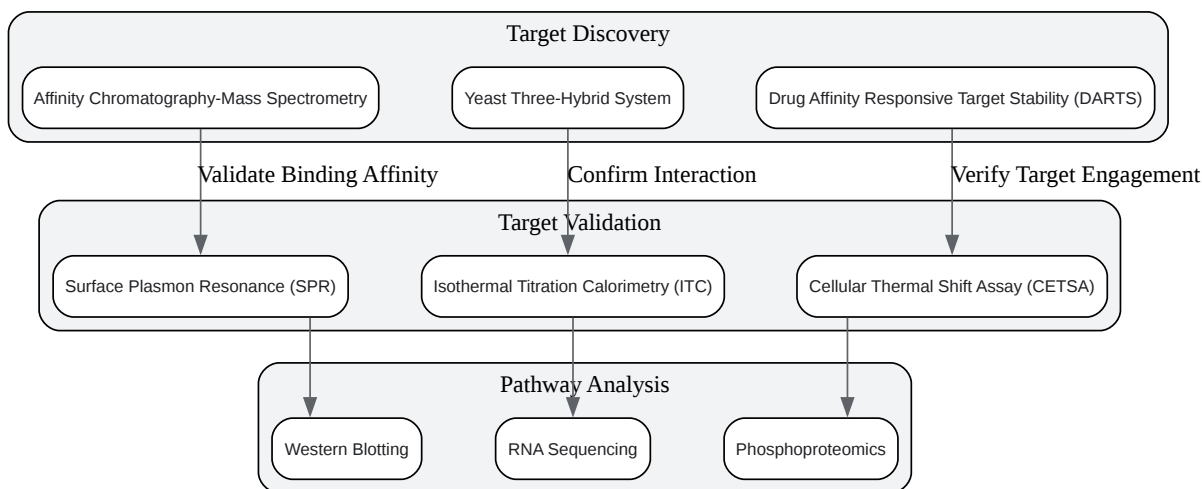 Target Discovery
Affinity Chromatography-Mass Spectrometry
Yeast Three-Hybrid System
Drug Affinity Responsive Target Stability (DARTS)
Validate Binding Affinity
Confirm Interaction
Verify Target Engagement
Target Validation
Surface Plasmon Resonance (SPR)
Isothermal Titration Calorimetry (ITC)
Cellular Thermal Shift Assay (CETSA)
Pathway Analysis
Western Blotting
RNA Sequencing
Phosphoproteomics